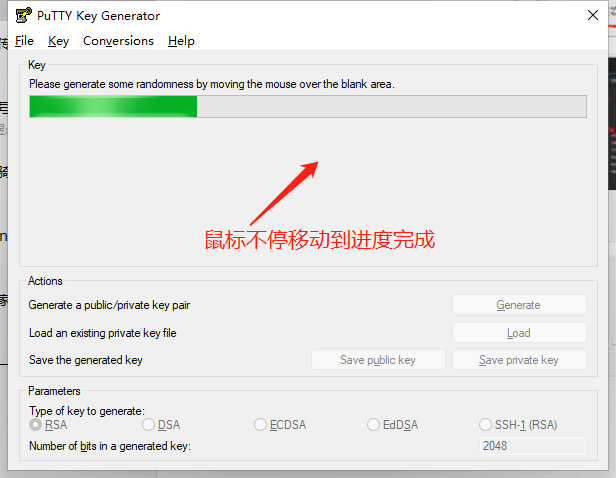 PuTTY Key Generator
File Key Conversions Help
Key
Please generate some randomness by moving the mouse over the blank area.
鼠标不停移动到进度完成
Actions
Generate a public/private key pair
Generate
Load an existing private key file
Load
Save the generated key
Save public key
Save private key
Parameters
Type of key to generate:
RSA
DSA
ECDSA
EdDSA
SSH-1 (RSA)
Number of bits in a generated key:
2048